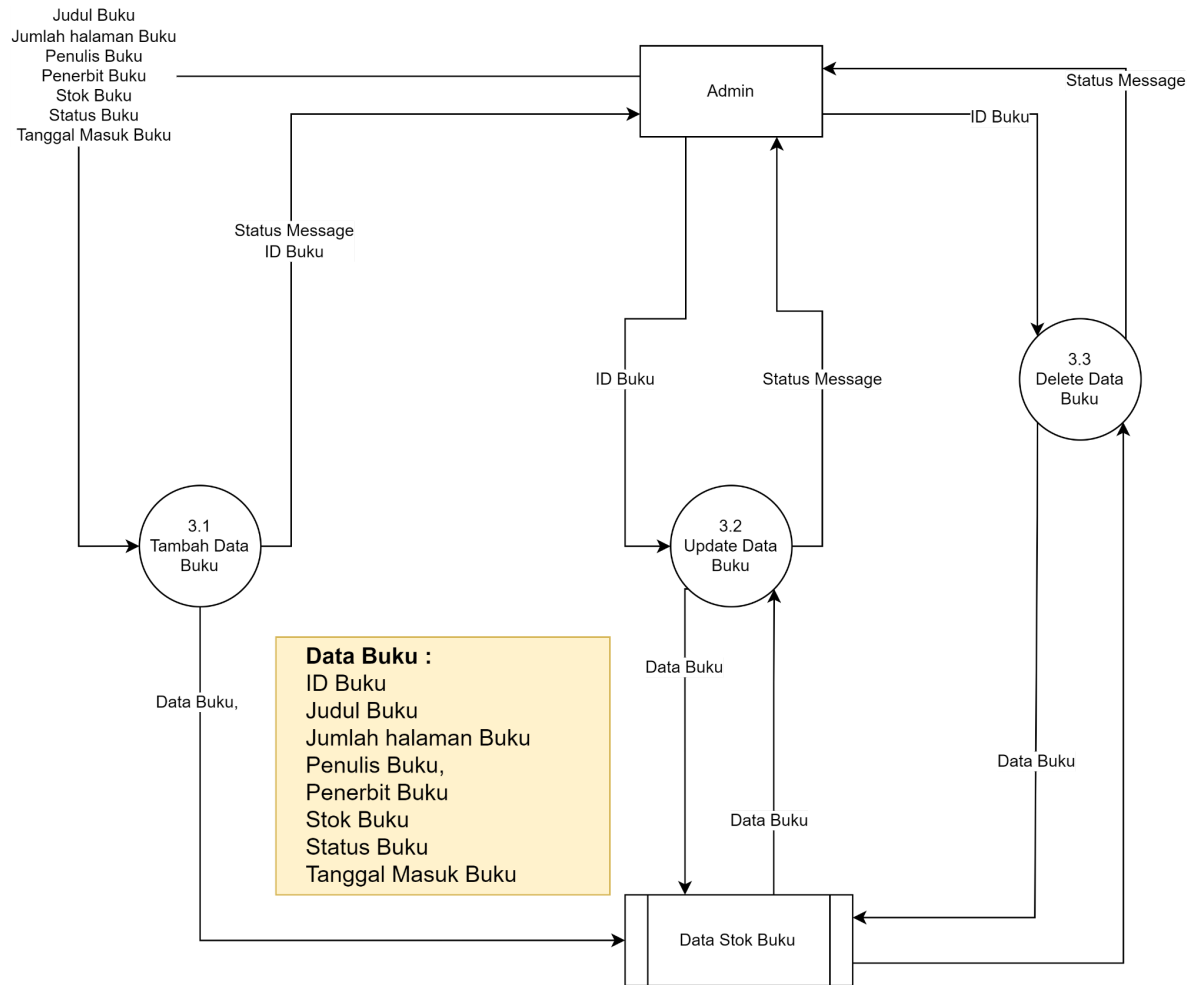 Judul Buku
Jumlah halaman Buku
Penulis Buku
Penerbit Buku
Stok Buku
Status Buku
Tanggal Masuk Buku
Admin
Status Message
ID Buku
Status Message
ID Buku
ID Buku
Status Message
3.3
Delete Data
Buku
3.1
Tambah Data
Buku
3.2
Update Data
Buku
Data Buku,
Data Buku :
ID Buku
Judul Buku
Jumlah halaman Buku
Penulis Buku,
Penerbit Buku
Stok Buku
Status Buku
Tanggal Masuk Buku
Data Buku
Data Buku
Data Buku
Data Stok Buku